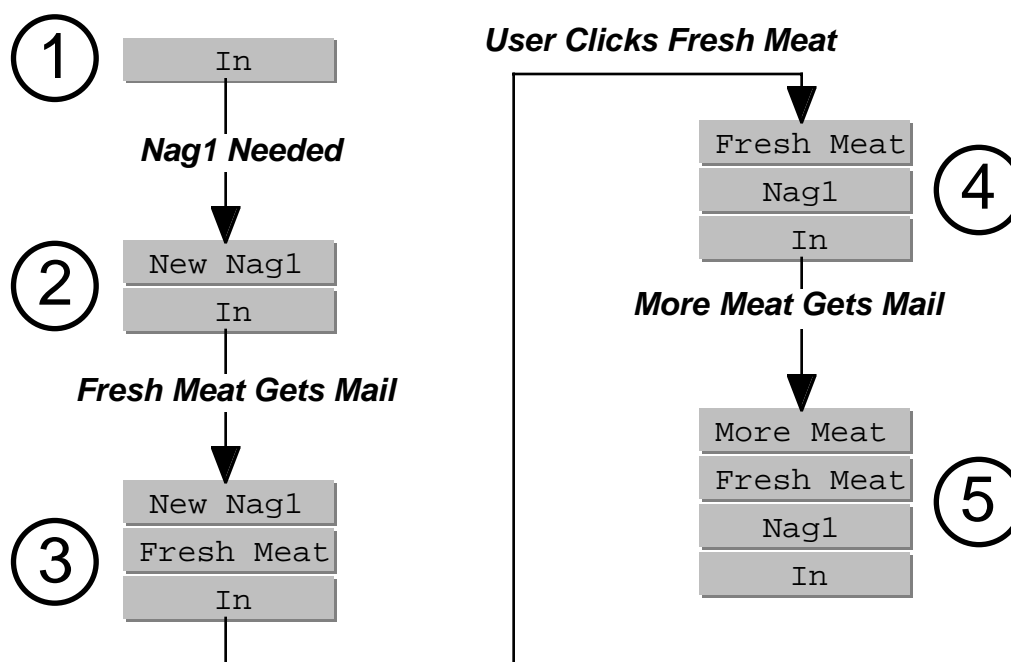 1
In
Nag1 Needed
2
New Nag1
In
Fresh Meat Gets Mail
3
New Nag1
Fresh Meat
In
User Clicks Fresh Meat
Fresh Meat
Nag1
In
4
More Meat Gets Mail
More Meat
Fresh Meat
Nag1
In
5